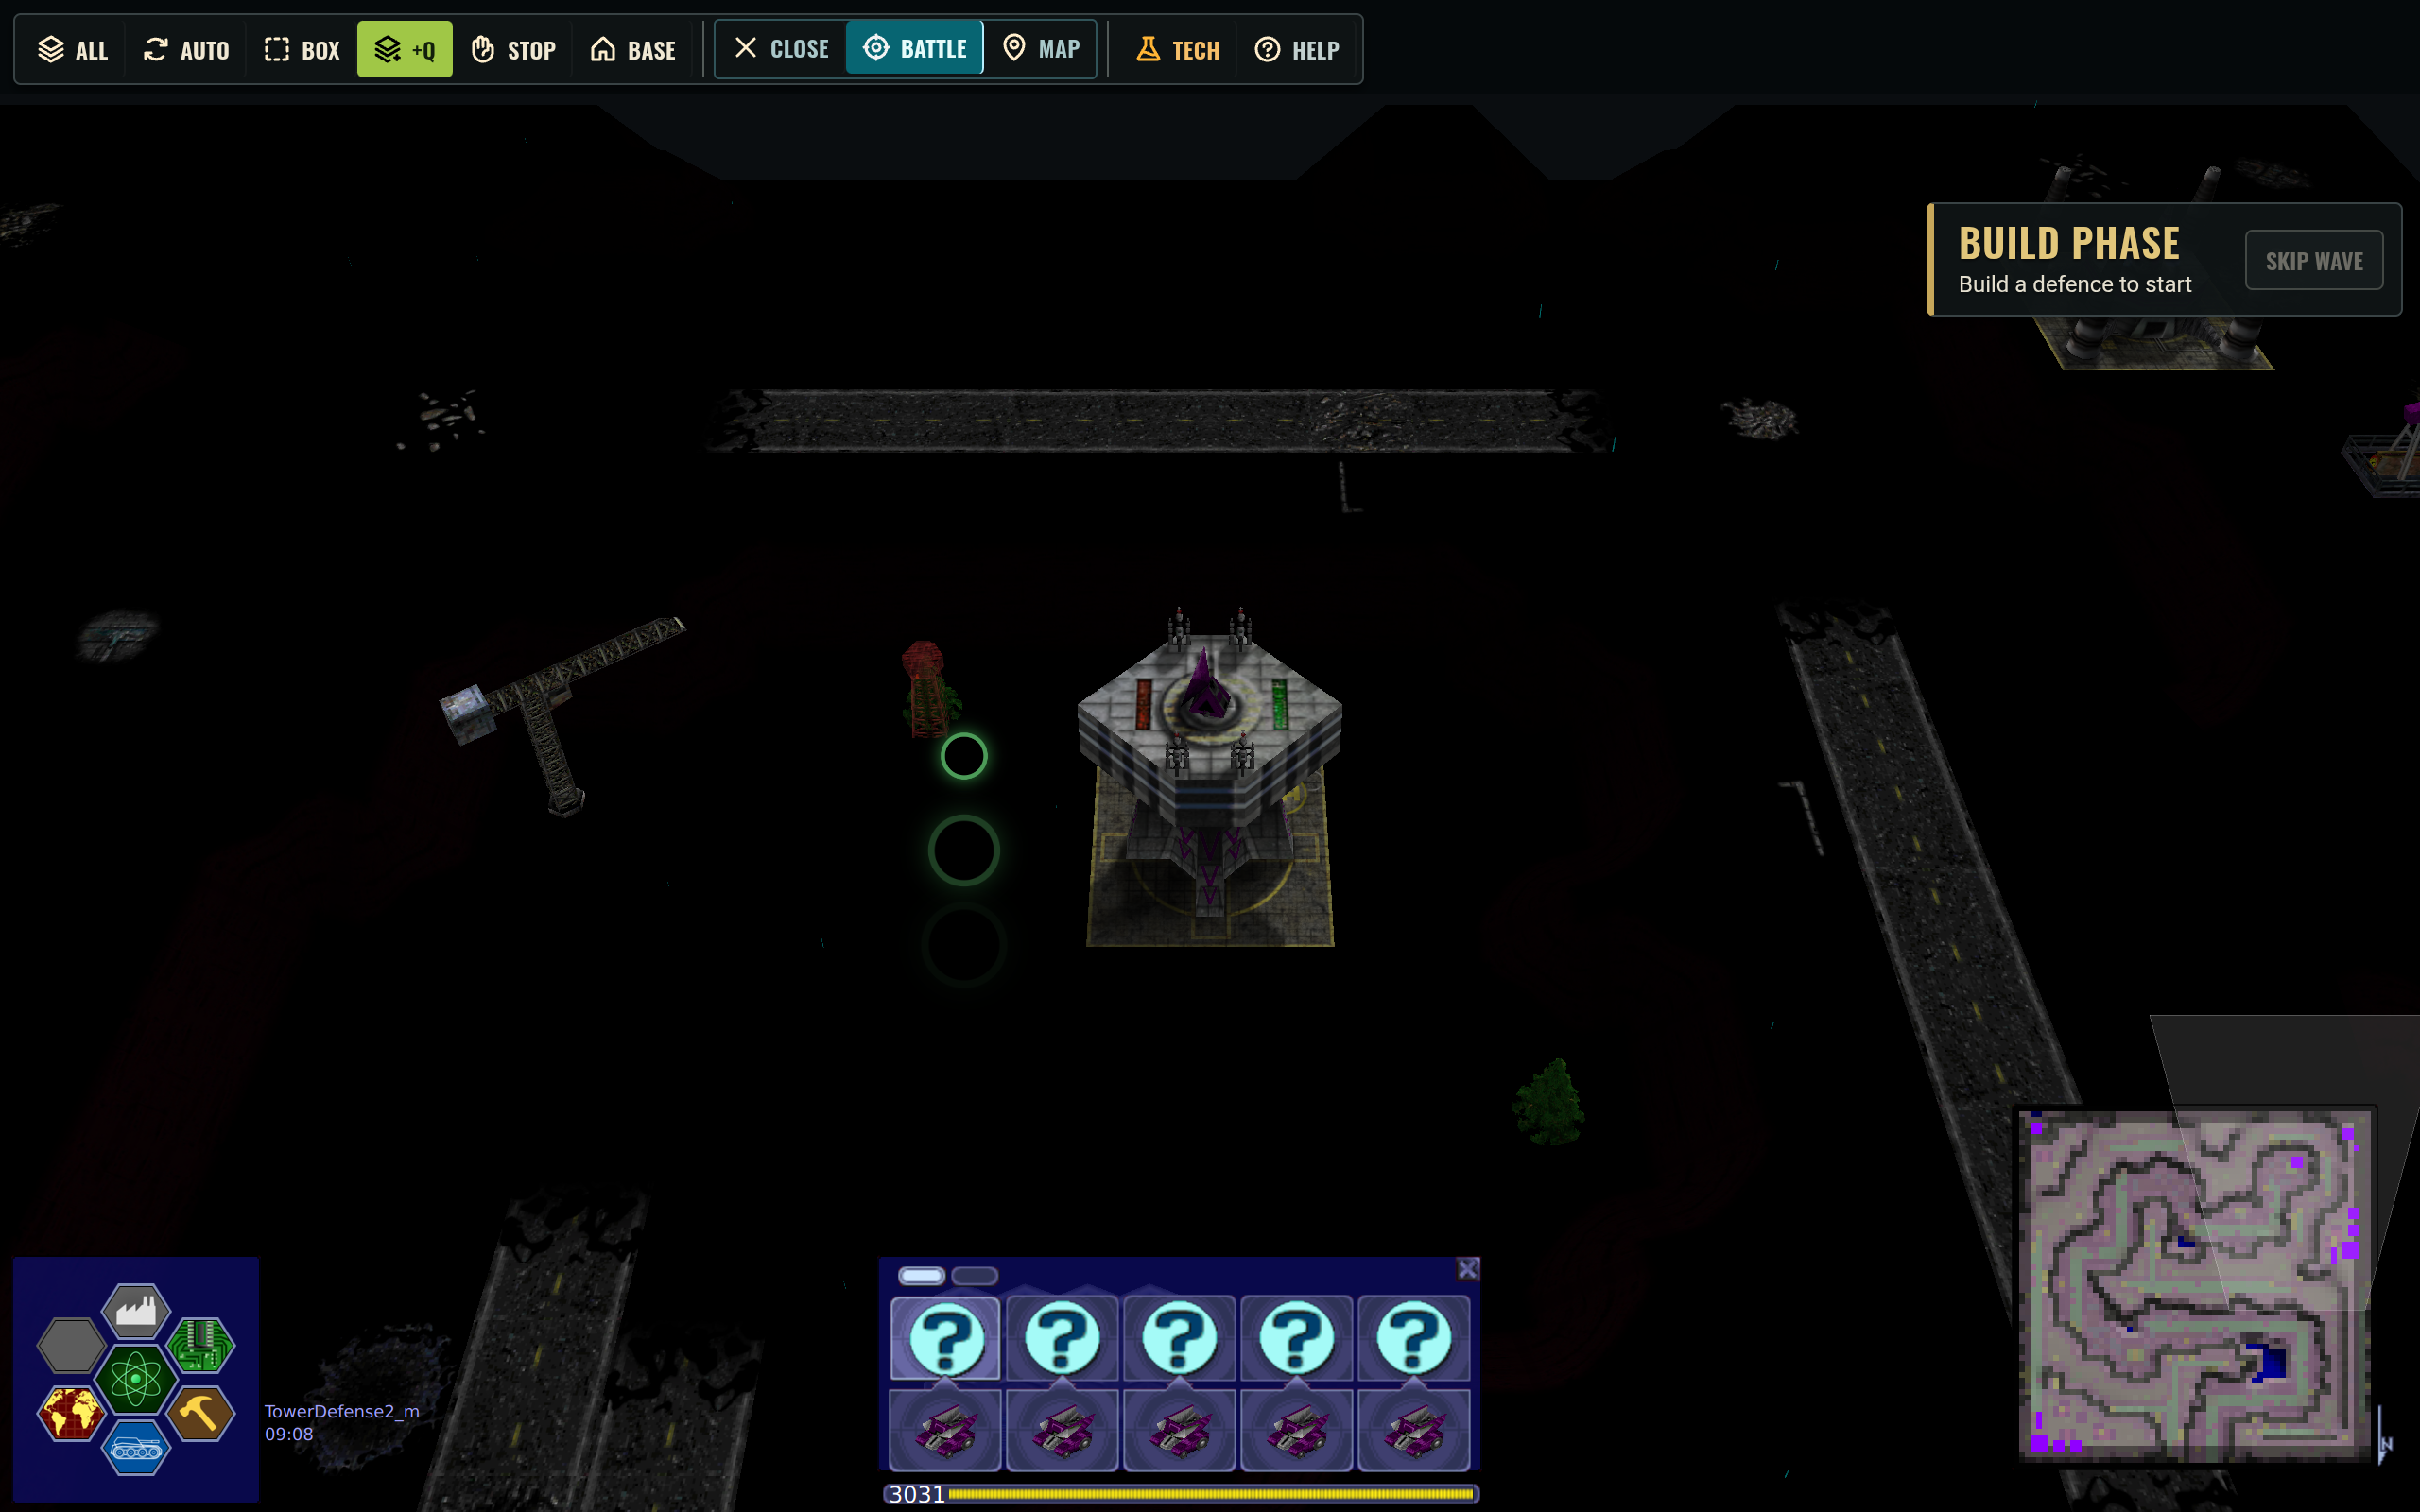 ALL AUTO BOX +Q STOP BASE CLOSE BATTLE MAP TECH HELP
BUILD PHASE
Build a defence to start
SKIP WAVE
TowerDefense2_m
09:08
? ? ? ? ?
3031
N